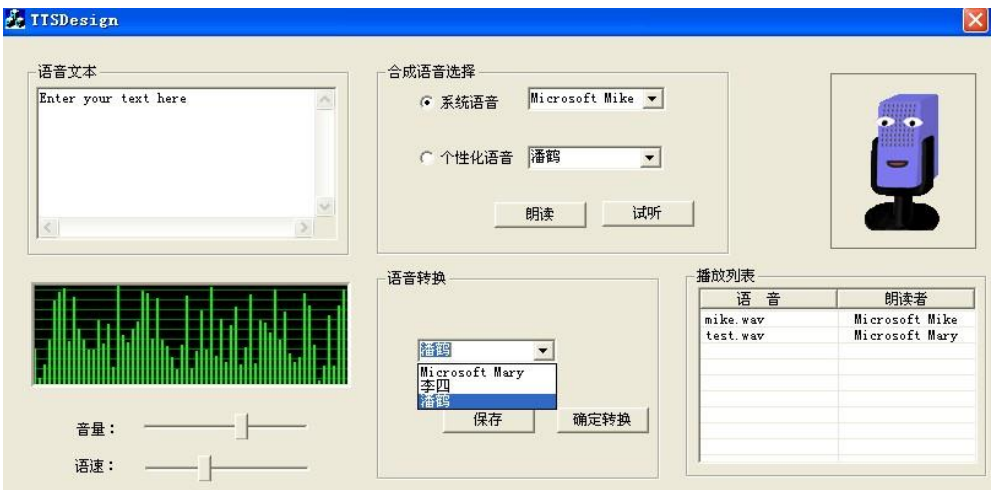 TTSDesign
语音文本
Enter your text here
合成语音选择
系统语音
Microsoft Mike
个性化语音
潘鹤
朗读
试听
语音转换
潘鹤
Microsoft Mary
李四
潘鹤
保存
确定转换
播放列表
语 音 朗读者
mike.wav Microsoft Mike
test.wav Microsoft Mary
音量：
语速：